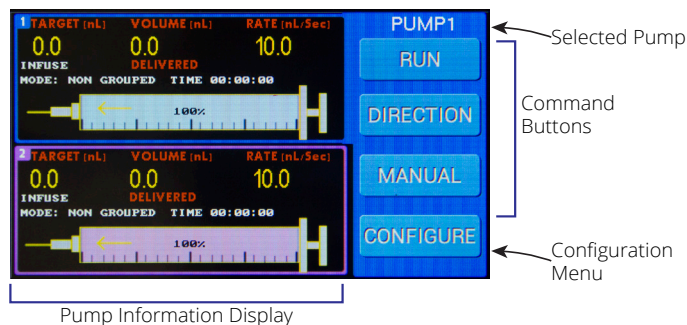 1 TARGET [nL] VOLUME [nL] RATE [nL/Sec]
0.0 0.0 10.0
INFUSE DELIVERED
MODE: NON GROUPED TIME 00:00:00
100%
2 TARGET [nL] VOLUME [nL] RATE [nL/Sec]
0.0 0.0 10.0
INFUSE DELIVERED
MODE: NON GROUPED TIME 00:00:00
100%
PUMP1
RUN
DIRECTION
MANUAL
CONFIGURE
Selected Pump
Command
Buttons
Configuration
Menu
Pump Information Display